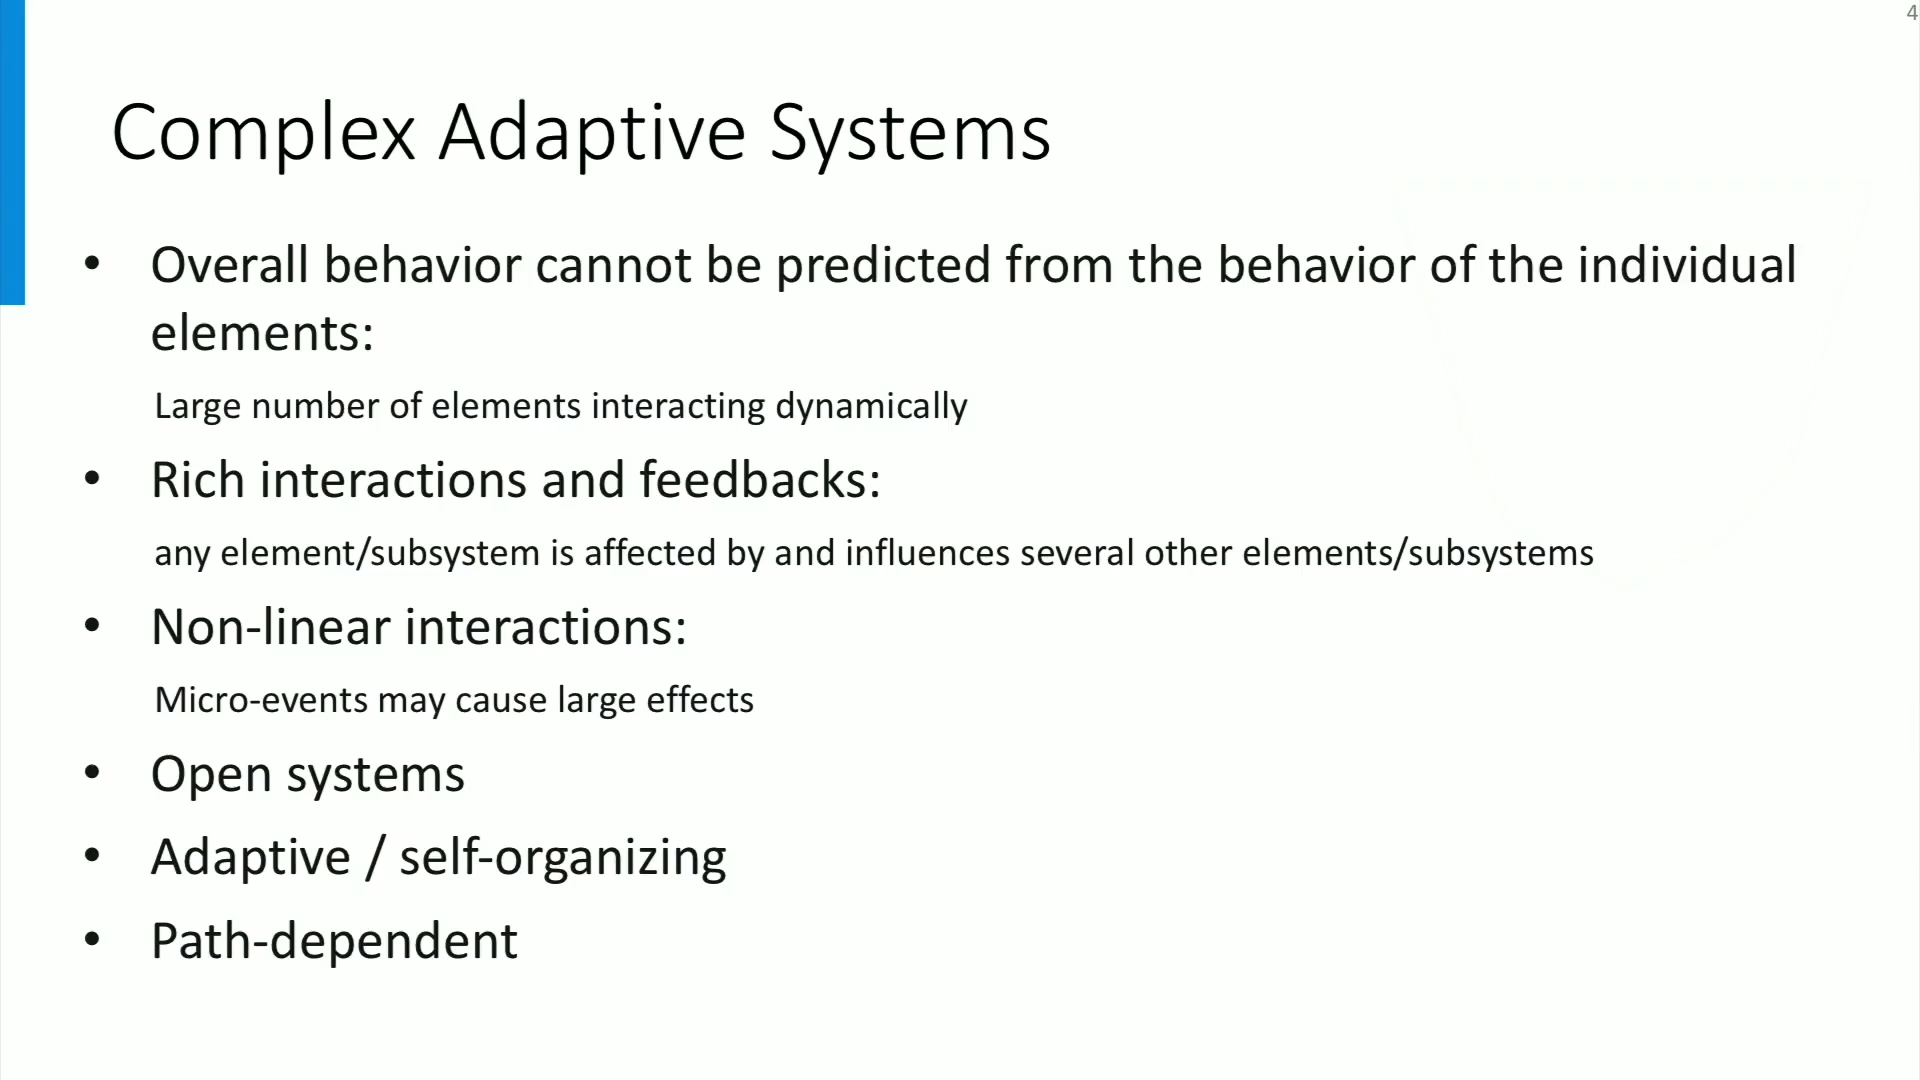 4
Complex Adaptive Systems
• Overall behavior cannot be predicted from the behavior of the individual
elements:
Large number of elements interacting dynamically
• Rich interactions and feedbacks:
any element/subsystem is affected by and influences several other elements/subsystems
• Non-linear interactions:
Micro-events may cause large effects
• Open systems
• Adaptive / self-organizing
• Path-dependent